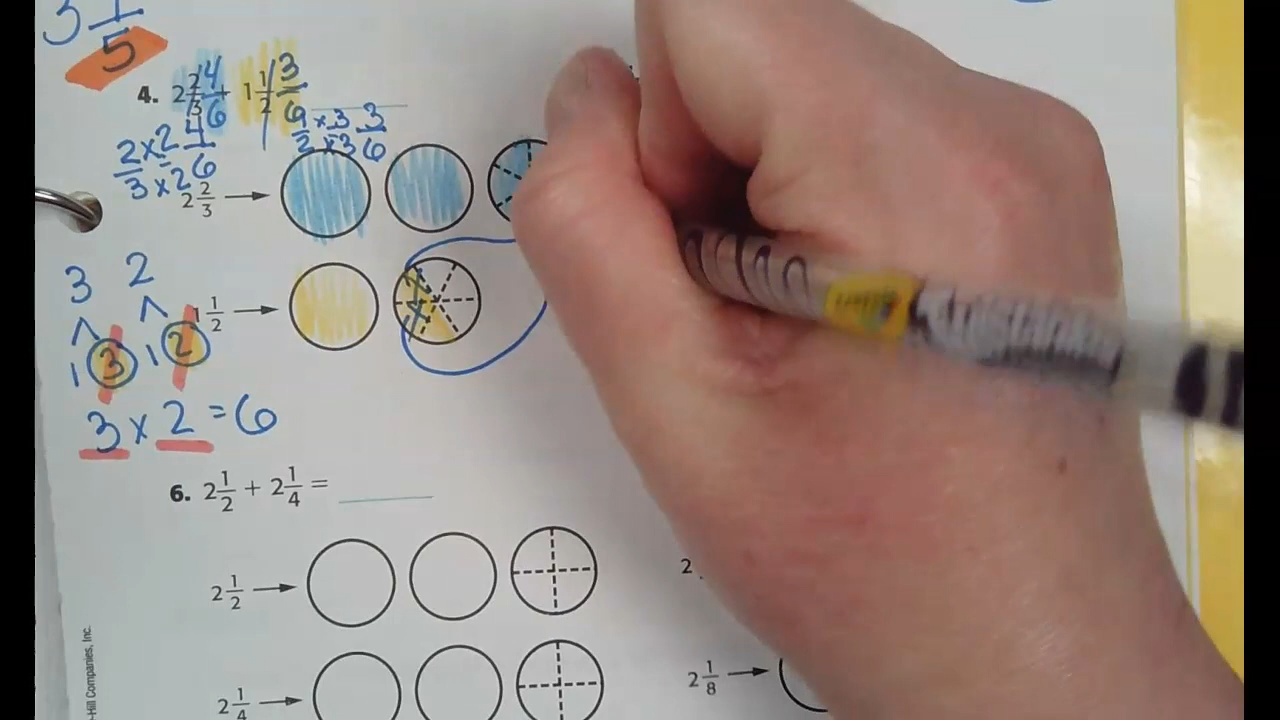 3 1/5
4. 2 2/3 4/6 + 1 1/2 3/6
2/3 × 2/2 4/6
× 3/3 3/6
2 2/3 →
3 2
1 1/2 →
1 3 1 2
3 × 2 = 6
6. 2 1/2 + 2 1/4 =
2 1/2 →
2
2 1/4 →
2 1/8 →
-Hill Companies, Inc.